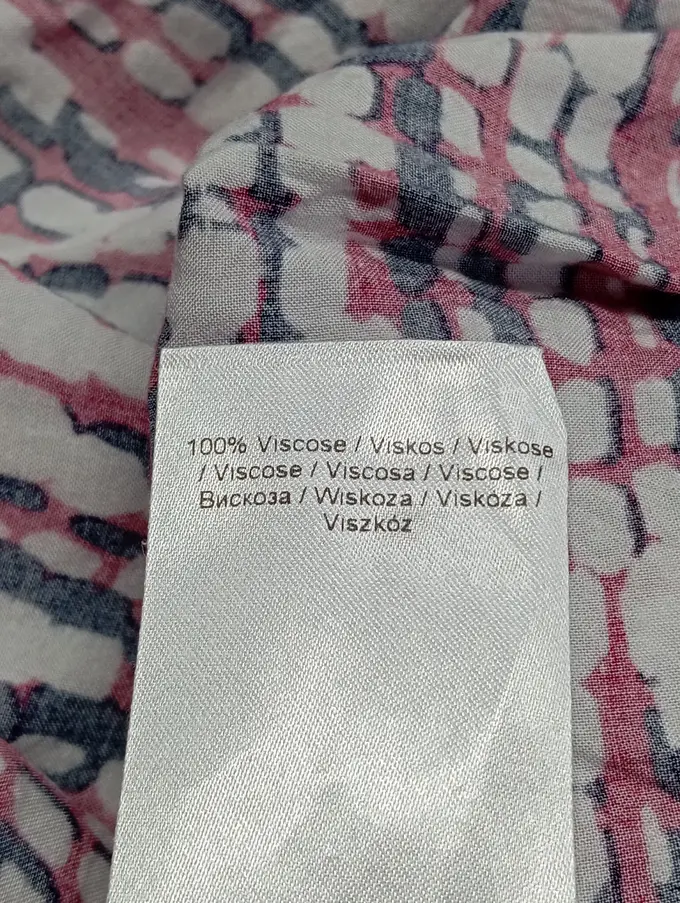 100% Viscose / Viskos / Viskose
/ Viscose / Viscosa / Viscose /
Вискоза / Wiskoza / Viskóza /
Viszkóz